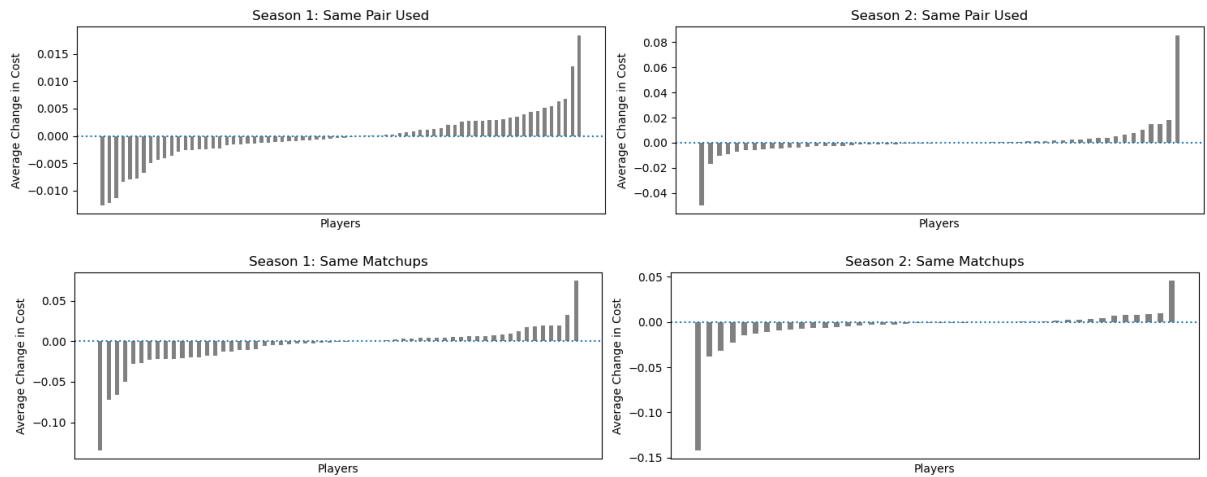 Season 1: Same Pair Used
Average Change in Cost
0.015
0.010
0.005
0.000
−0.005
−0.010
Players
Season 2: Same Pair Used
Average Change in Cost
0.08
0.06
0.04
0.02
0.00
−0.02
−0.04
Players
Season 1: Same Matchups
Average Change in Cost
0.05
0.00
−0.05
−0.10
Players
Season 2: Same Matchups
Average Change in Cost
0.05
0.00
−0.05
−0.10
−0.15
Players